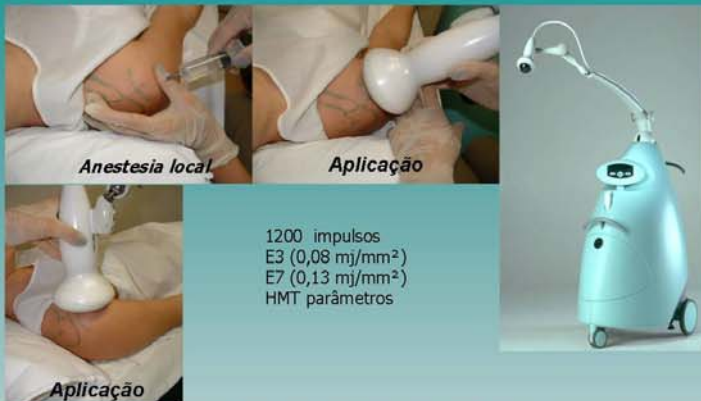 Anestesia local
Aplicação
1200 impulsos
E3 (0,08 mj/mm²)
E7 (0,13 mj/mm²)
HMT parâmetros
Aplicação